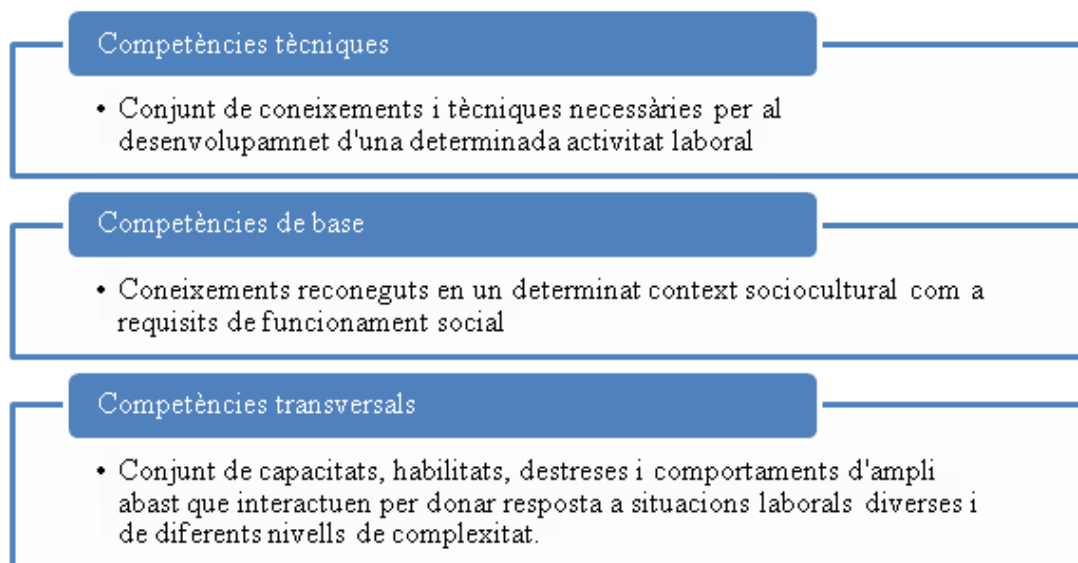 Competències tècniques
• Conjunt de coneixements i tècniques necessàries per al
desenvolupamnet d'una determinada activitat laboral
Competències de base
• Coneixements reconeguts en un determinat context sociocultural com a
requisits de funcionament social
Competències transversals
• Conjunt de capacitats, habilitats, destreses i comportaments d'ampli
abast que interactuen per donar resposta a situacions laborals diverses i
de diferents nivells de complexitat.